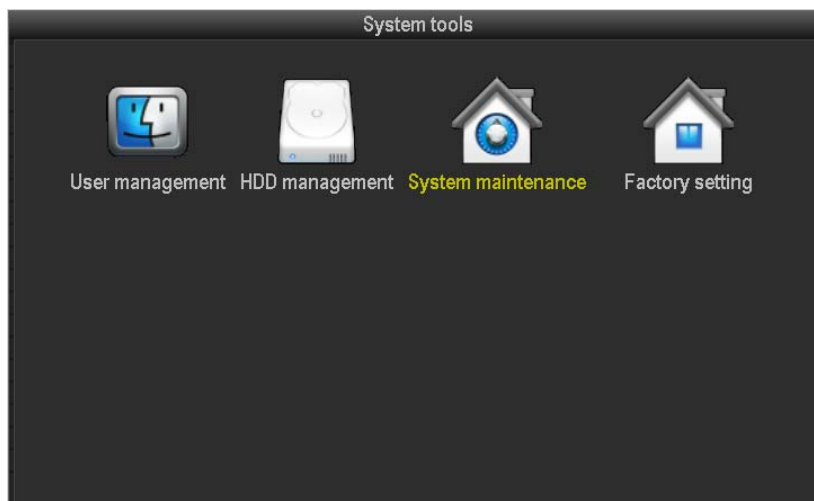 System tools
User management HDD management System maintenance Factory setting